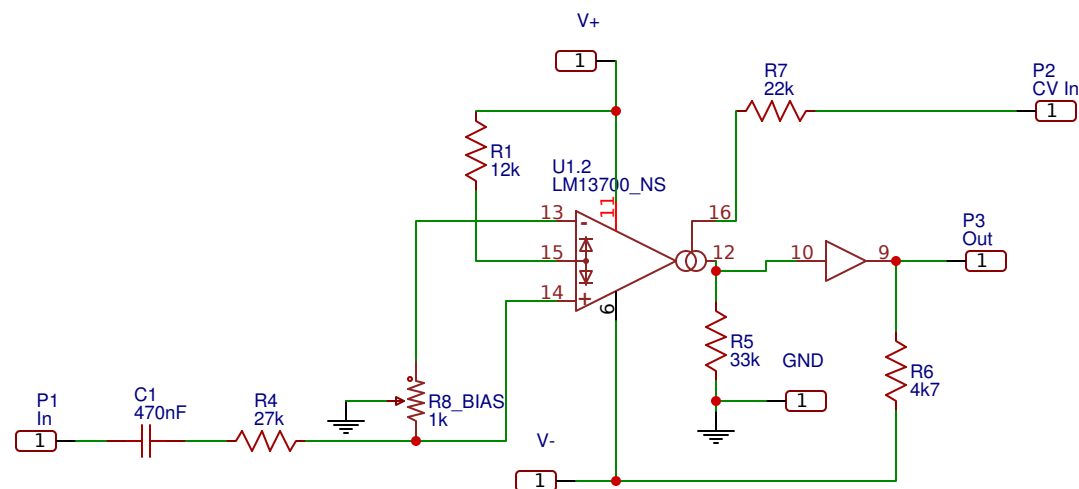 V+
1
R7
22k
P2
CV In
1
R1
12k
U1.2
LM13700_NS
11
13
-
16
15
12
10
9
P3
Out
1
14
+
6
R5
33k
GND
1
R6
4k7
P1
In
1
C1
470nF
R4
27k
R8_BIAS
1k
V-
1